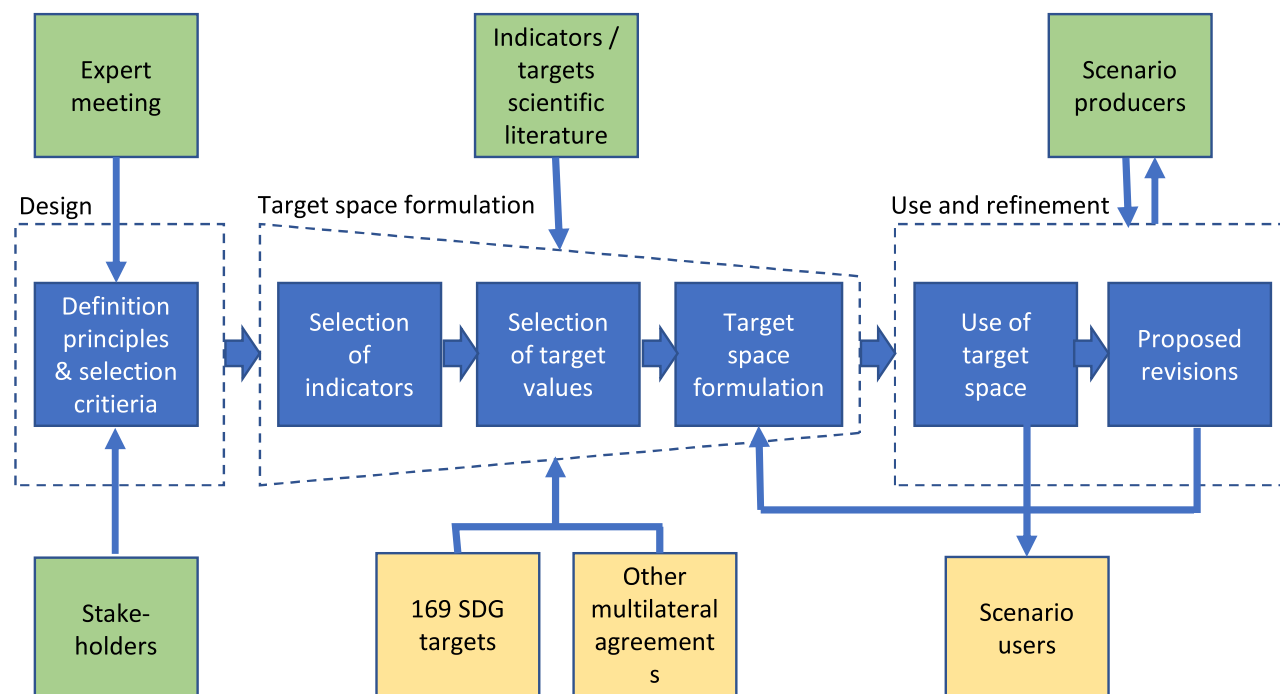 Expert
meeting
Indicators /
targets
scientific
literature
Scenario
producers
Design
Target space formulation
Use and refinement
Definition
principles
& selection
critieria
Selection
of
indicators
Selection
of target
values
Target
space
formulation
Use of
target
space
Proposed
revisions
Stake-
holders
169 SDG
targets
Other
multilateral
agreement
s
Scenario
users